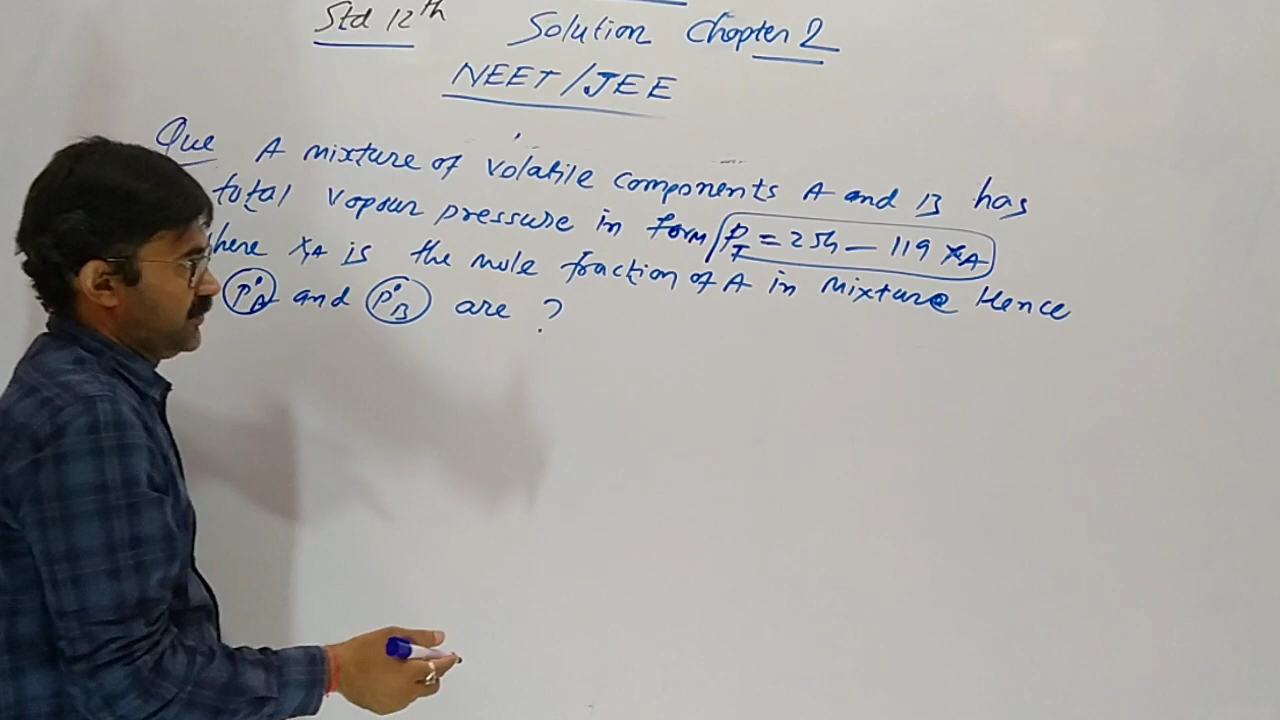 Std 12th
Solution Chapter 2
NEET/JEE
Que A mixture of volatile components A and B has
total vapour pressure in form P_T = 254 - 119 x_A
here x_A is the mole fraction of A in mixture Hence
P°_A and P°_B are ?